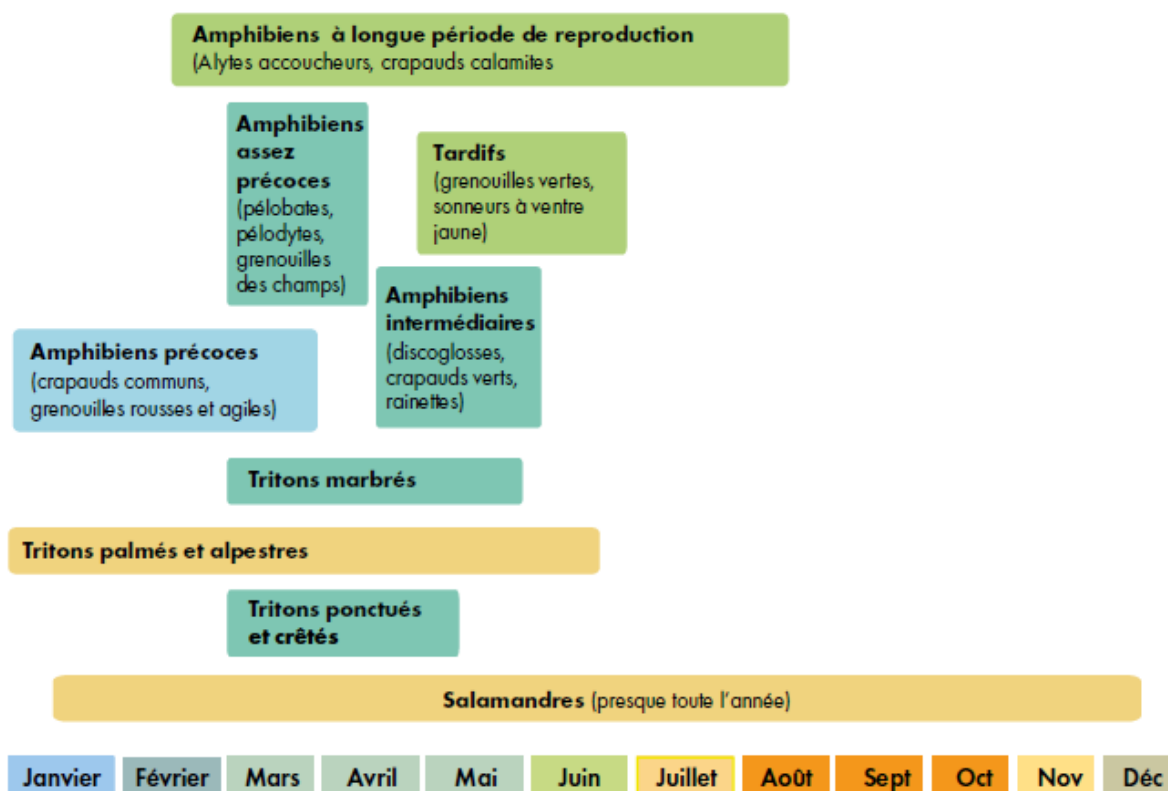 Amphibiens à longue période de reproduction
(Alytes accoucheurs, crapauds calamites
Amphibiens
assez
précoces
(pélobates,
pélodytes,
grenouilles
des champs)
Tardifs
(grenouilles vertes,
sonneurs à ventre
jaune)
Amphibiens
intermédiaires
(discoglosses,
crapauds verts,
rainettes)
Amphibiens précoces
(crapauds communs,
grenouilles rousses et agiles)
Tritons marbrés
Tritons palmés et alpestres
Tritons ponctués
et crêtés
Salamandres (presque toute l'année)
Janvier Février Mars Avril Mai Juin Juillet Août Sept Oct Nov Déc